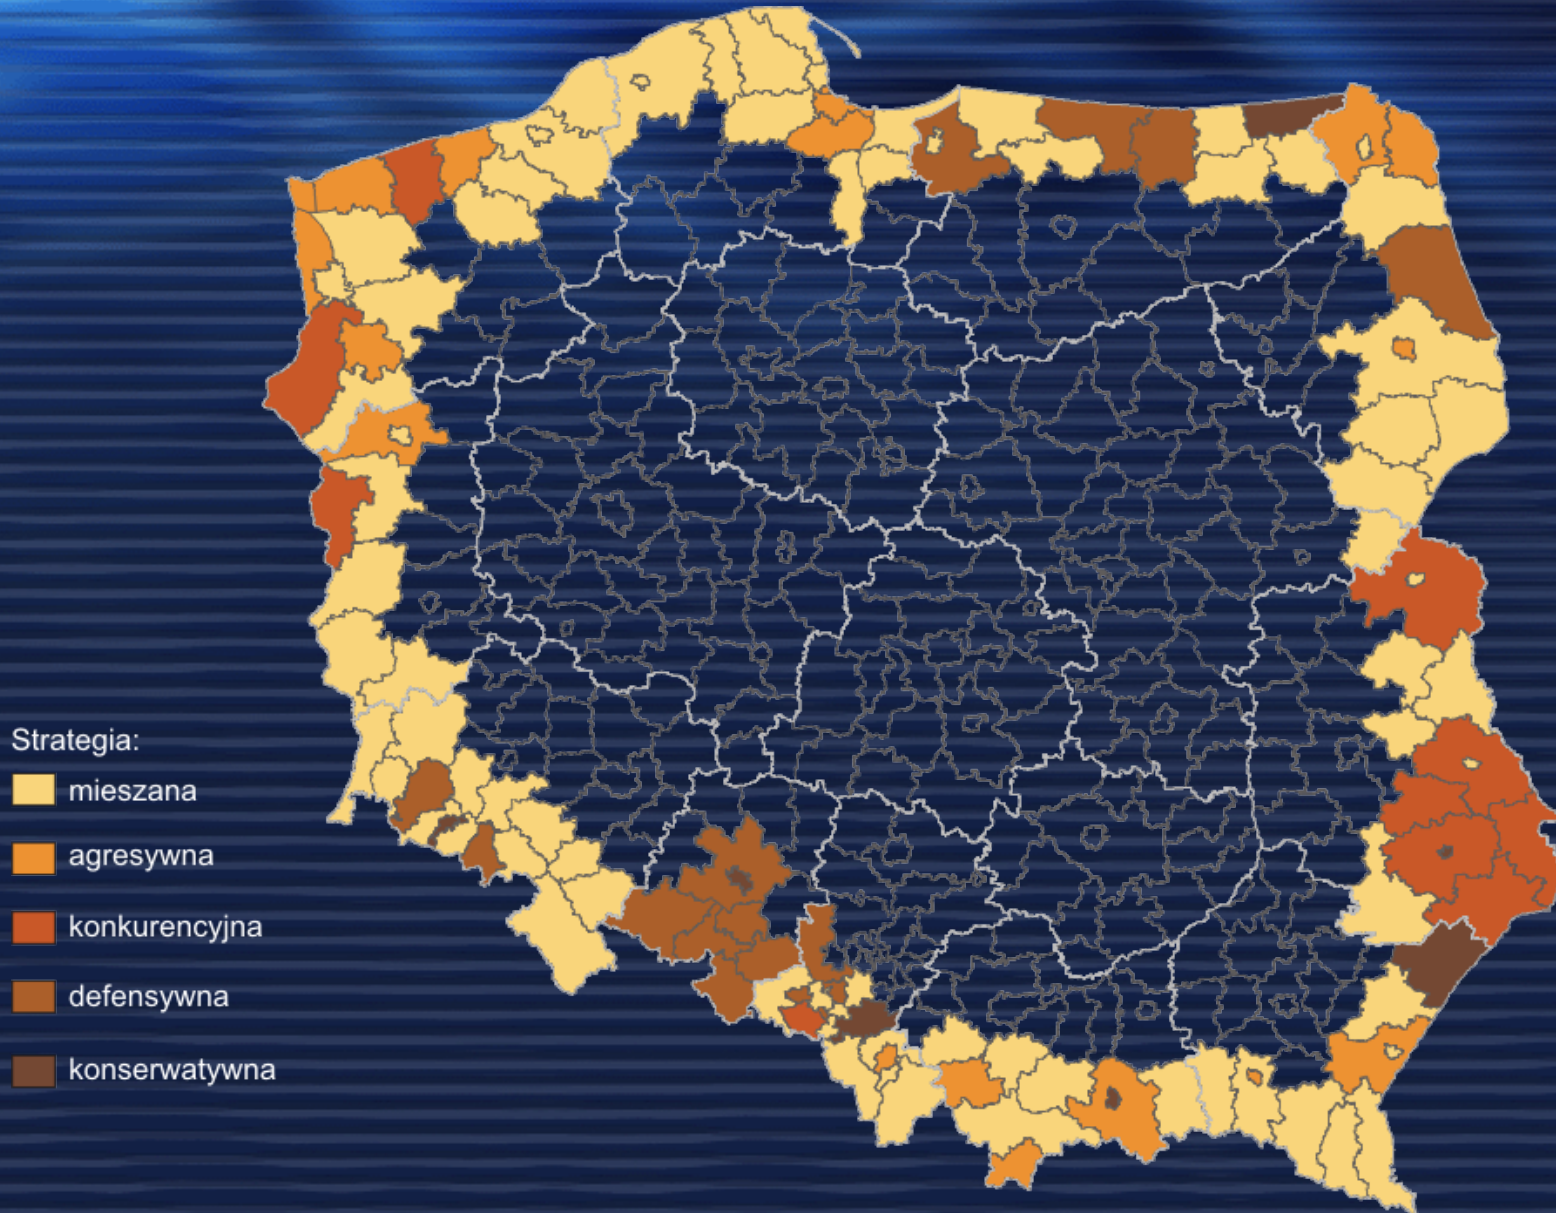 Strategia:
mieszana
agresywna
konkurencyjna
defensywna
konserwatywna